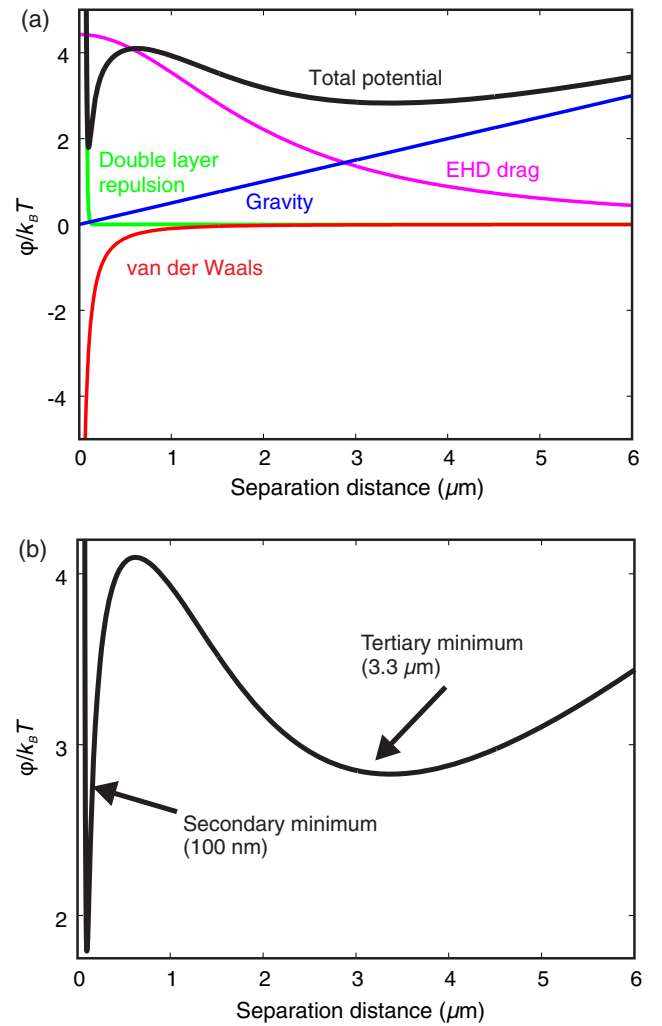 (a)
4
2
0
-2
-4
φ/kBT
Total potential
Double layer
repulsion
EHD drag
Gravity
van der Waals
0 1 2 3 4 5 6
Separation distance (µm)
(b)
4
3
2
φ/kBT
Tertiary minimum
(3.3 µm)
Secondary minimum
(100 nm)
0 1 2 3 4 5 6
Separation distance (µm)